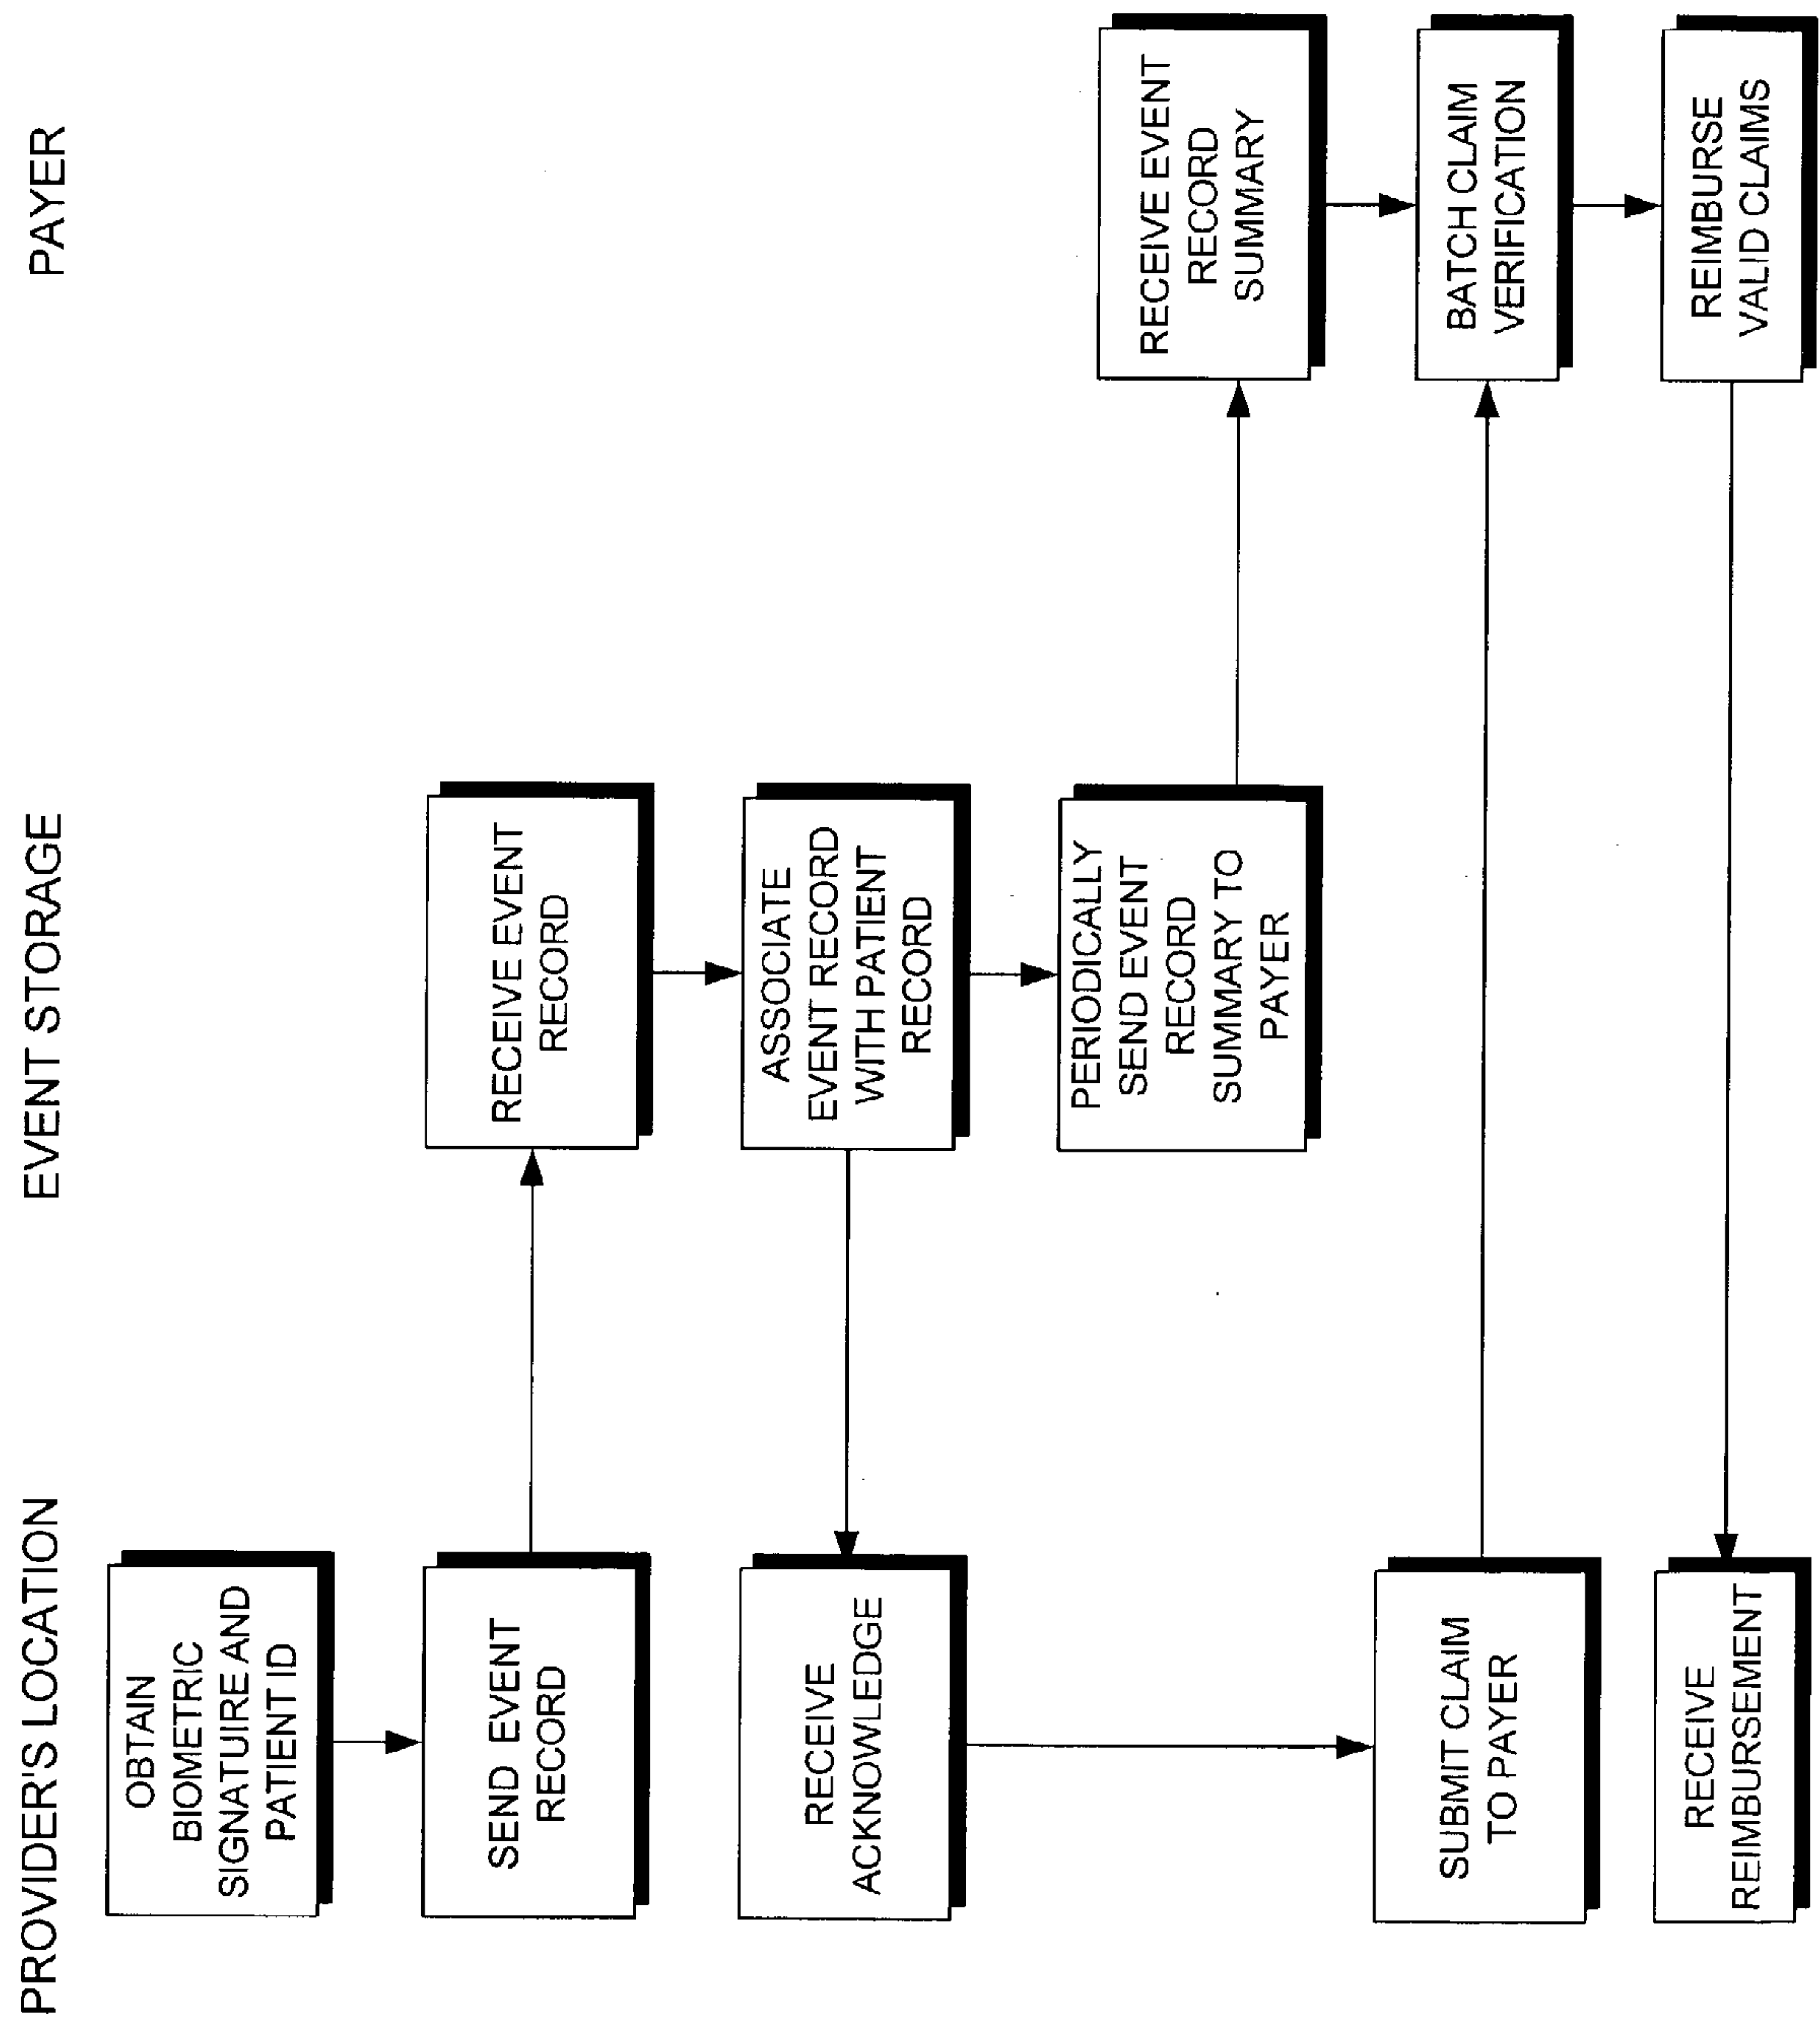 PROVIDER'S LOCATION
EVENT STORAGE
PAYER
OBTAIN
BIOMETRIC
SIGNATUIRE AND
PATIENT ID
SEND EVENT
RECORD
RECEIVE EVENT
RECORD
RECEIVE
ACKNOWLEDGE
ASSOCIATE
EVENT RECORD
WITH PATIENT
RECORD
PERIODICALLY
SEND EVENT
RECORD
SUMMARY TO
PAYER
RECEIVE EVENT
RECORD
SUMMARY
SUBMIT CLAIM
TO PAYER
BATCH CLAIM
VERIFICATION
RECEIVE
REIMBURSEMENT
REIMBURSE
VALID CLAIMS